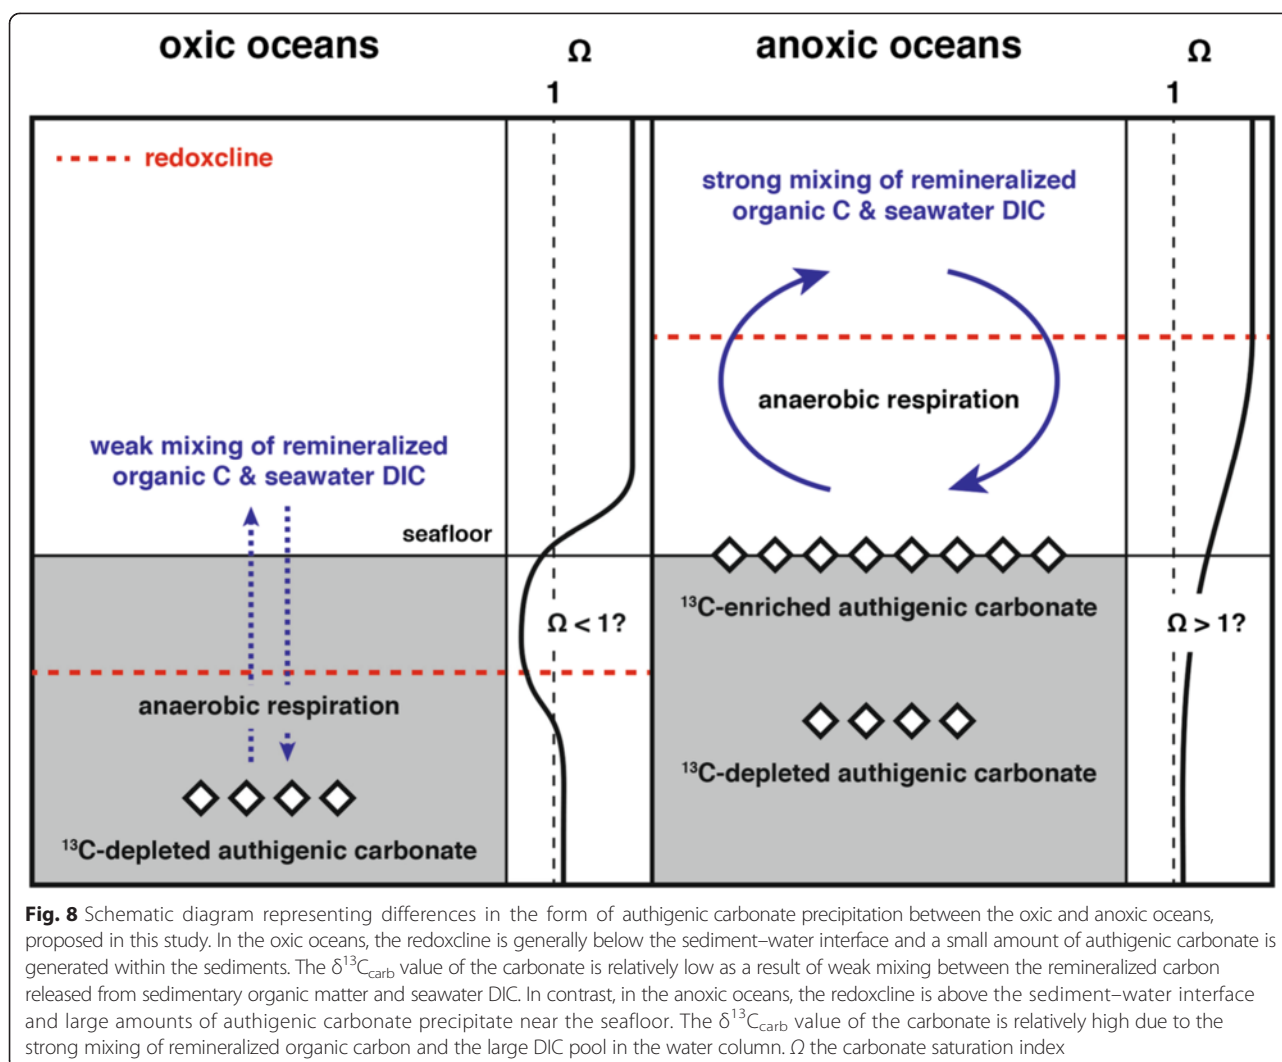 oxic oceans
Ω
1
anoxic oceans
Ω
1
redoxcline
weak mixing of remineralized
organic C & seawater DIC
seafloor
Ω < 1?
anaerobic respiration
¹³C-depleted authigenic carbonate
strong mixing of remineralized
organic C & seawater DIC
anaerobic respiration
¹³C-enriched authigenic carbonate
Ω > 1?
¹³C-depleted authigenic carbonate
Fig. 8 Schematic diagram representing differences in the form of authigenic carbonate precipitation between the oxic and anoxic oceans,
proposed in this study. In the oxic oceans, the redoxcline is generally below the sediment–water interface and a small amount of authigenic carbonate is
generated within the sediments. The δ¹³C_carb value of the carbonate is relatively low as a result of weak mixing between the remineralized carbon
released from sedimentary organic matter and seawater DIC. In contrast, in the anoxic oceans, the redoxcline is above the sediment–water interface
and large amounts of authigenic carbonate precipitate near the seafloor. The δ¹³C_carb value of the carbonate is relatively high due to the
strong mixing of remineralized organic carbon and the large DIC pool in the water column. Ω the carbonate saturation index